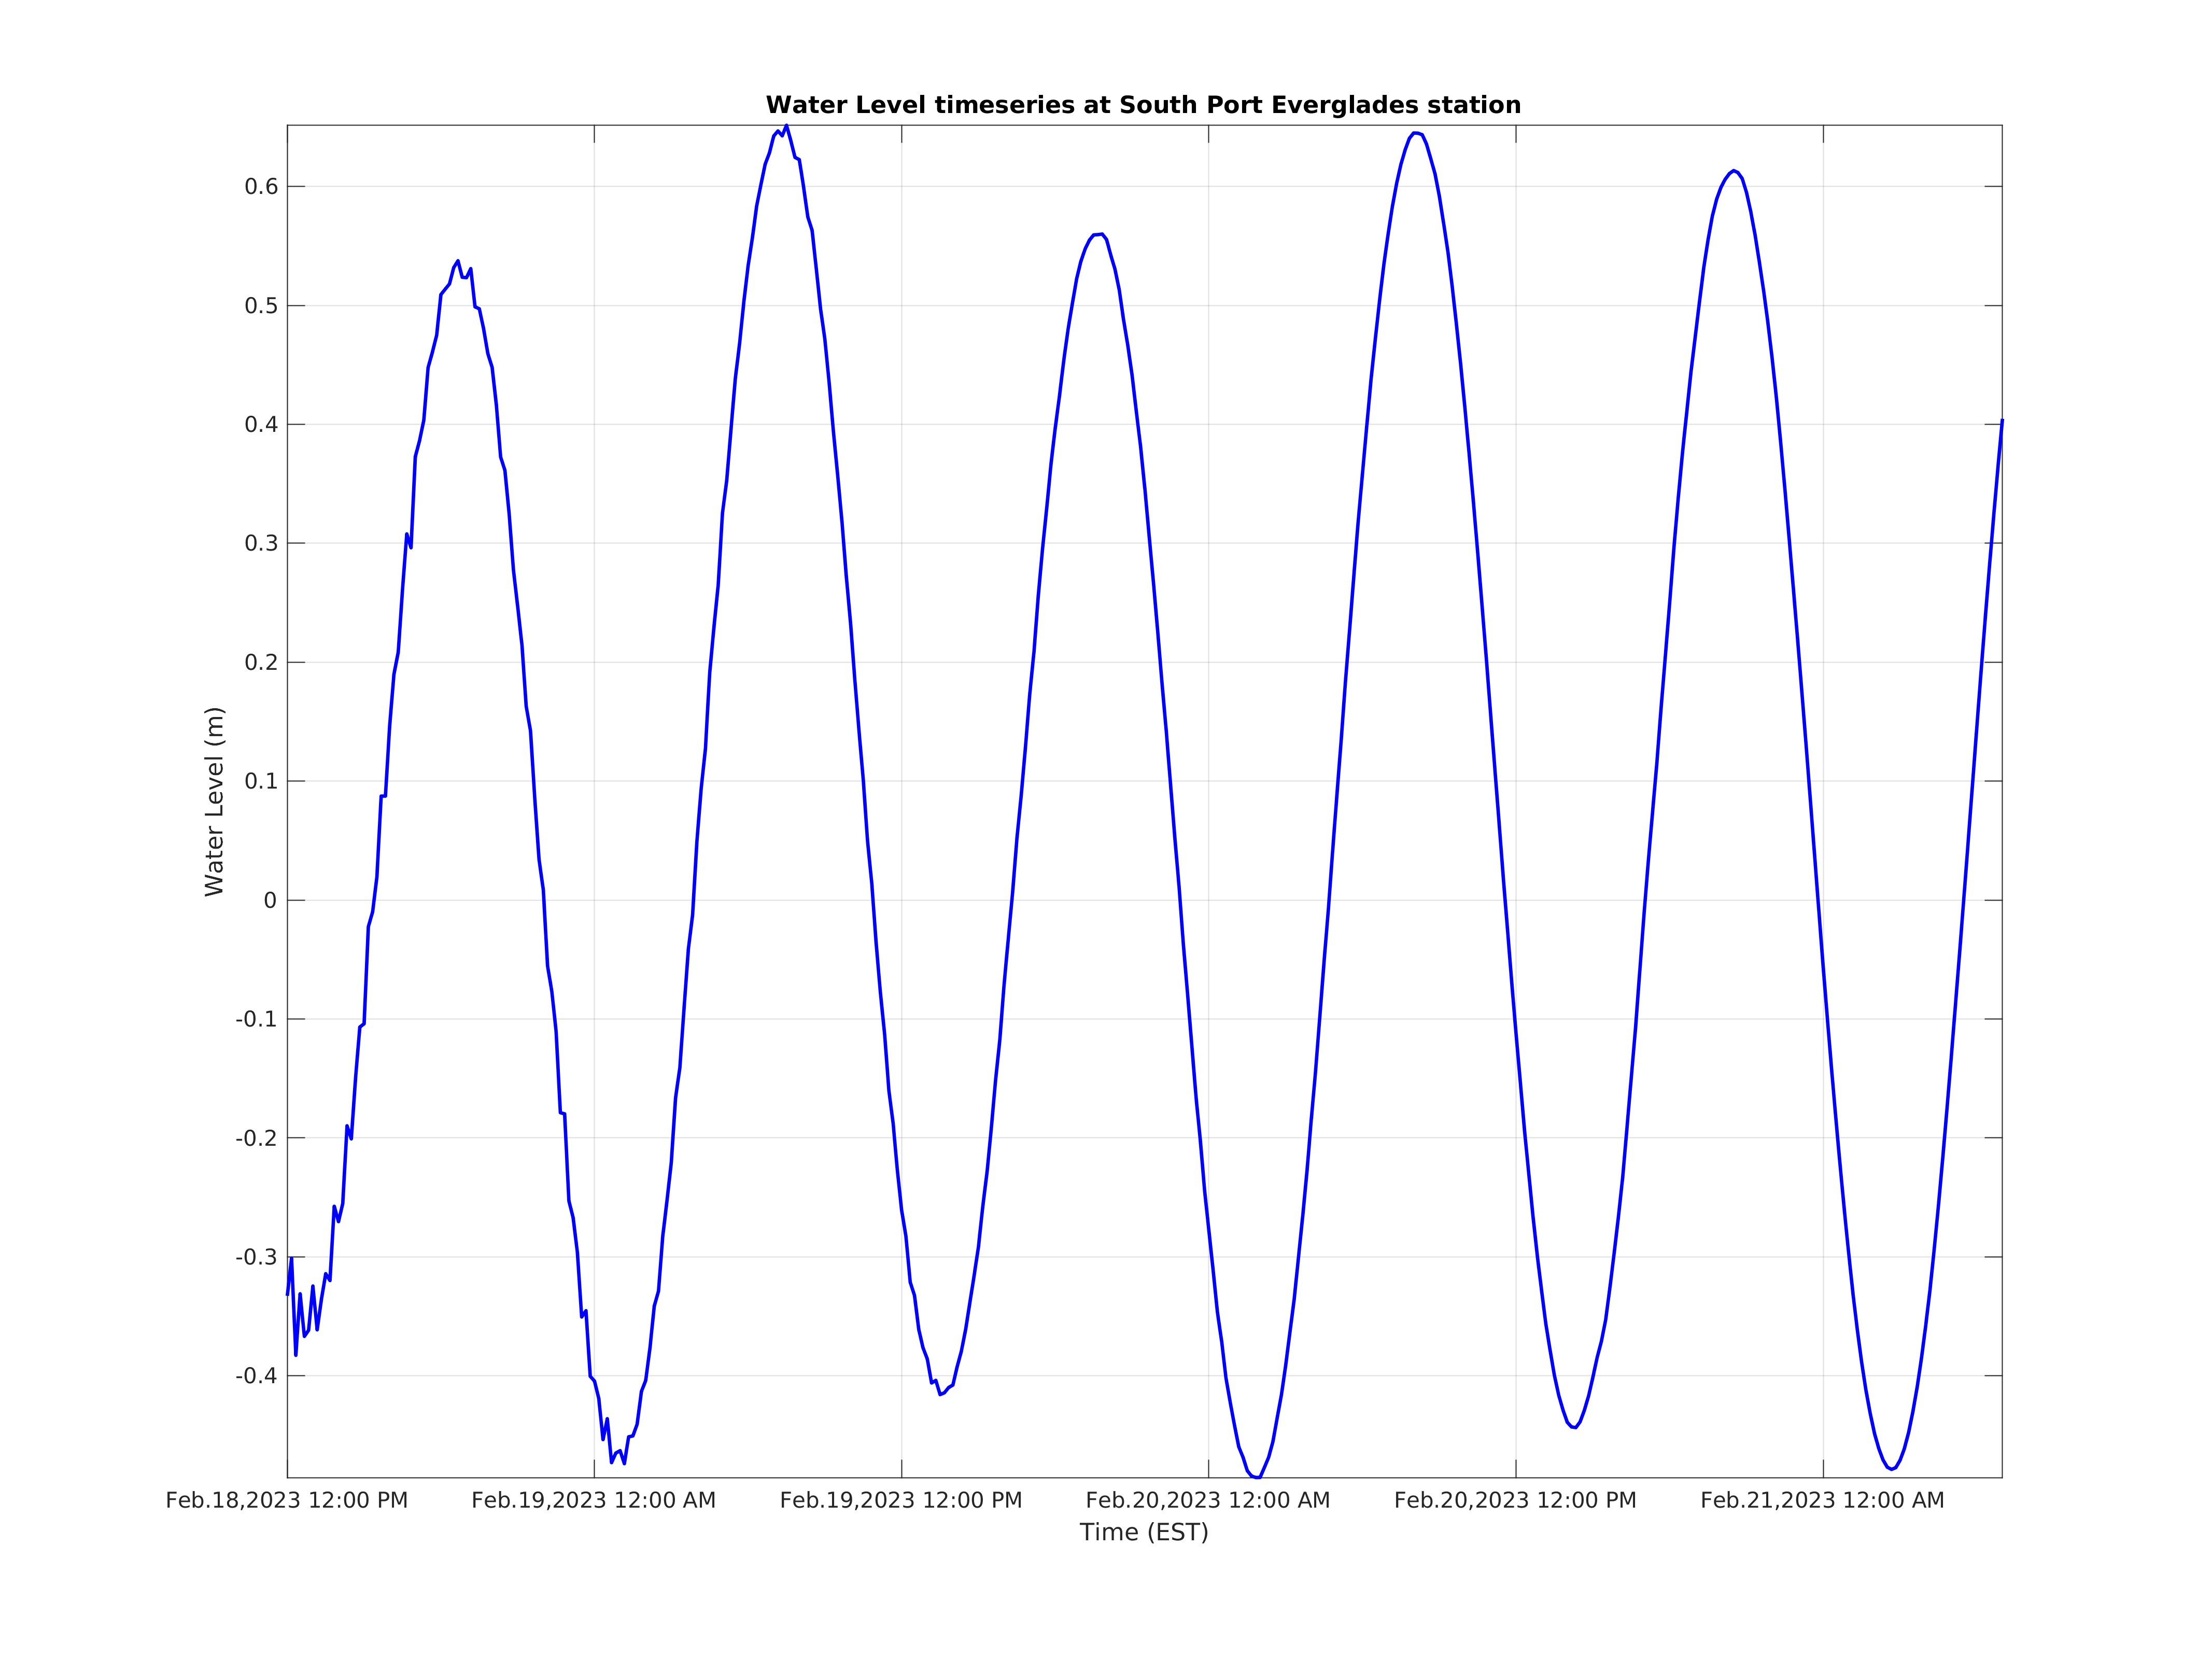 Water Level timeseries at South Port Everglades station
0.6
0.5
0.4
0.3
0.2
0.1
0
-0.1
-0.2
-0.3
-0.4
Water Level (m)
Feb.18,2023 12:00 PM Feb.19,2023 12:00 AM Feb.19,2023 12:00 PM Feb.20,2023 12:00 AM Feb.20,2023 12:00 PM Feb.21,2023 12:00 AM
Time (EST)